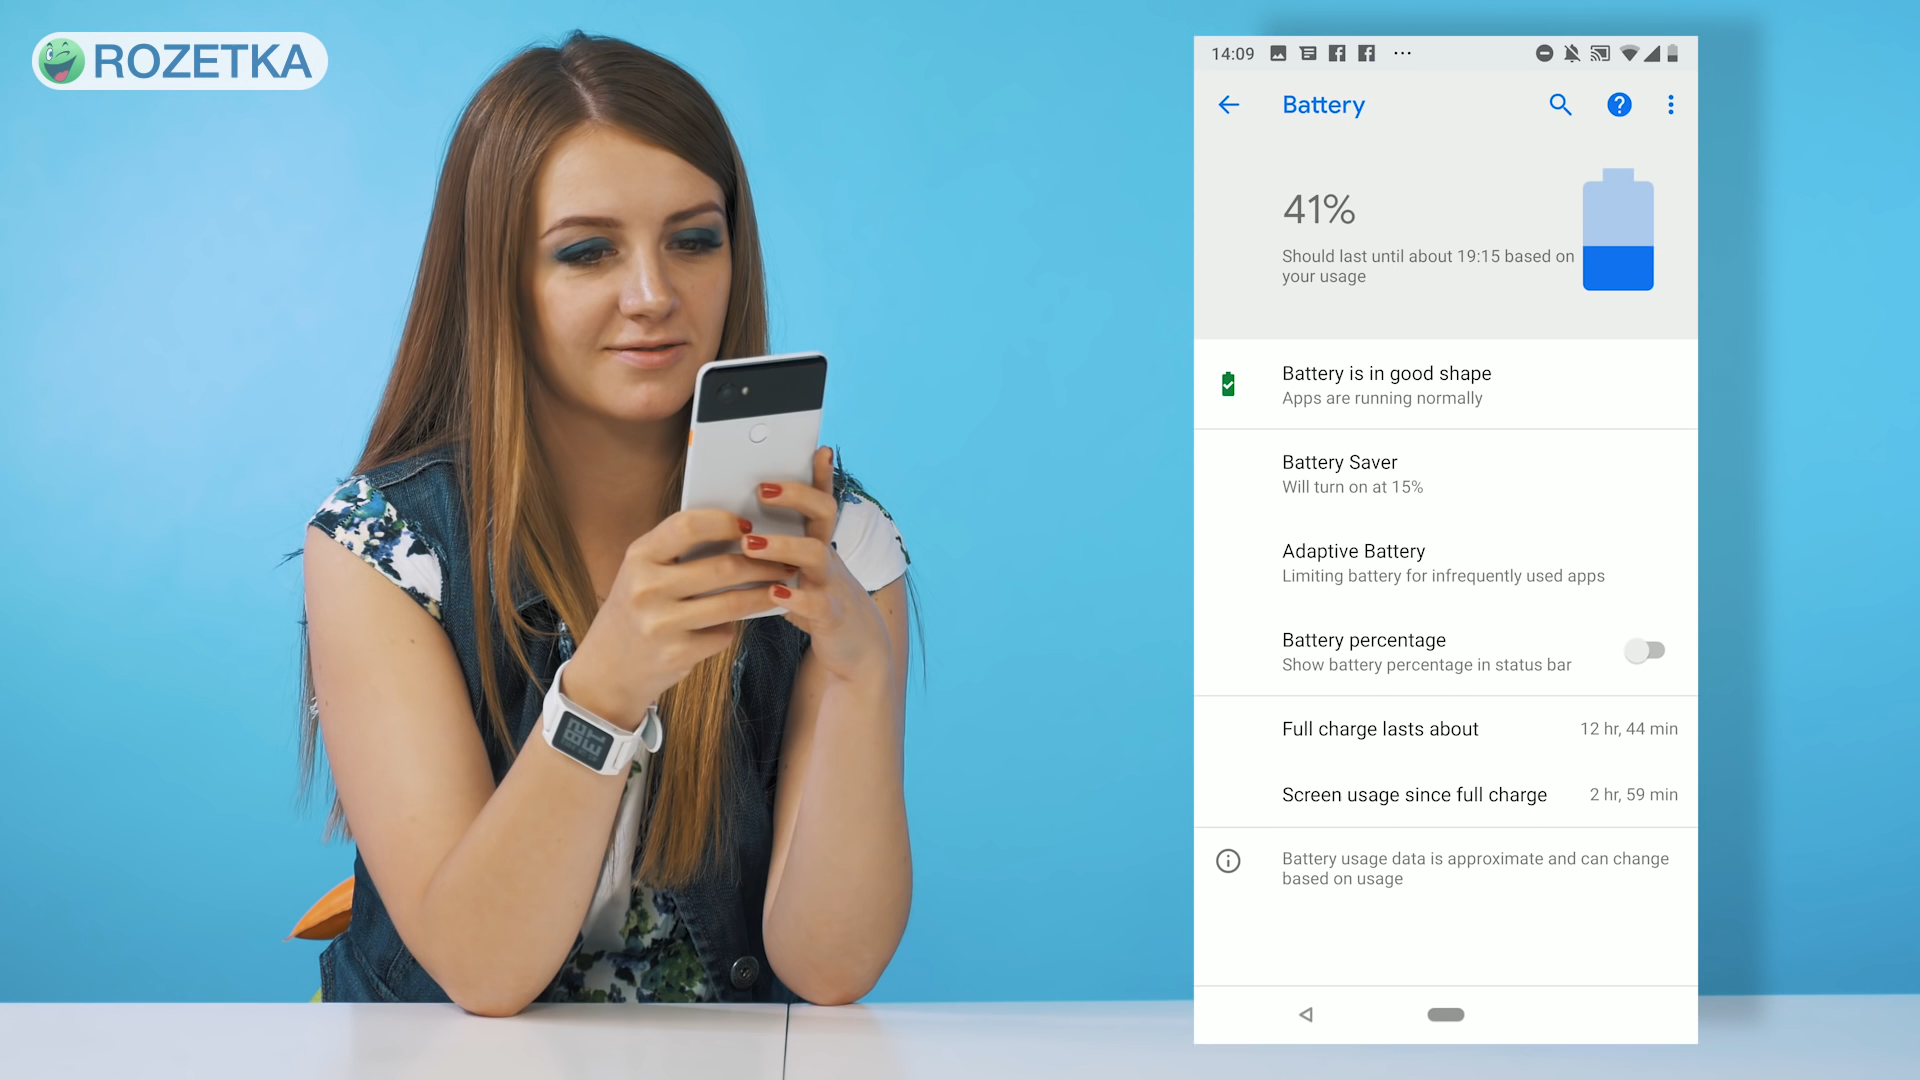 ROZETKA
14:09
Battery
41%
Should last until about 19:15 based on
your usage
Battery is in good shape
Apps are running normally
Battery Saver
Will turn on at 15%
Adaptive Battery
Limiting battery for infrequently used apps
Battery percentage
Show battery percentage in status bar
Full charge lasts about 12 hr, 44 min
Screen usage since full charge 2 hr, 59 min
Battery usage data is approximate and can change
based on usage